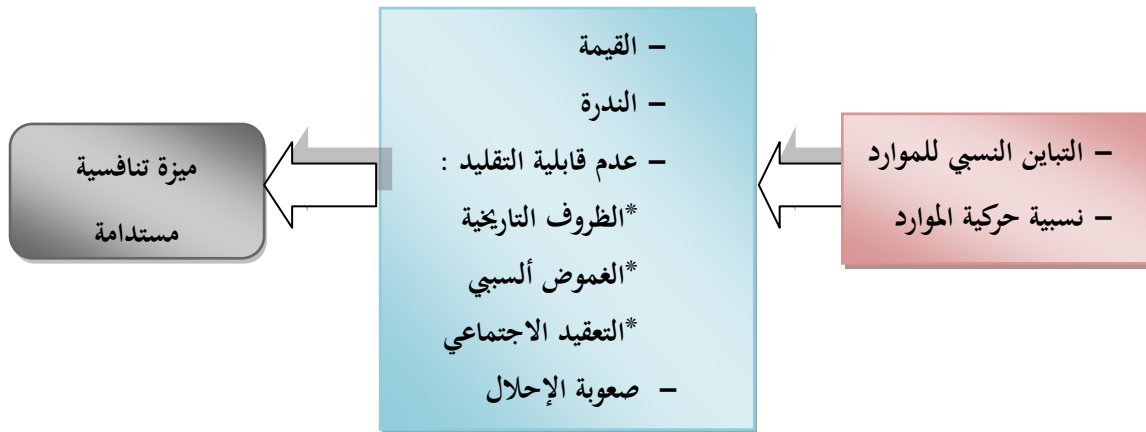 – التباين النسبي للموارد
– نسبية حركية الموارد
– القيمة
– الندرة
– عدم قابلية التقليد :
*الظروف التاريخية
*الغموض ألسببي
*التعقيد الاجتماعي
– صعوبة الإحلال
ميزة تنافسية
مستدامة